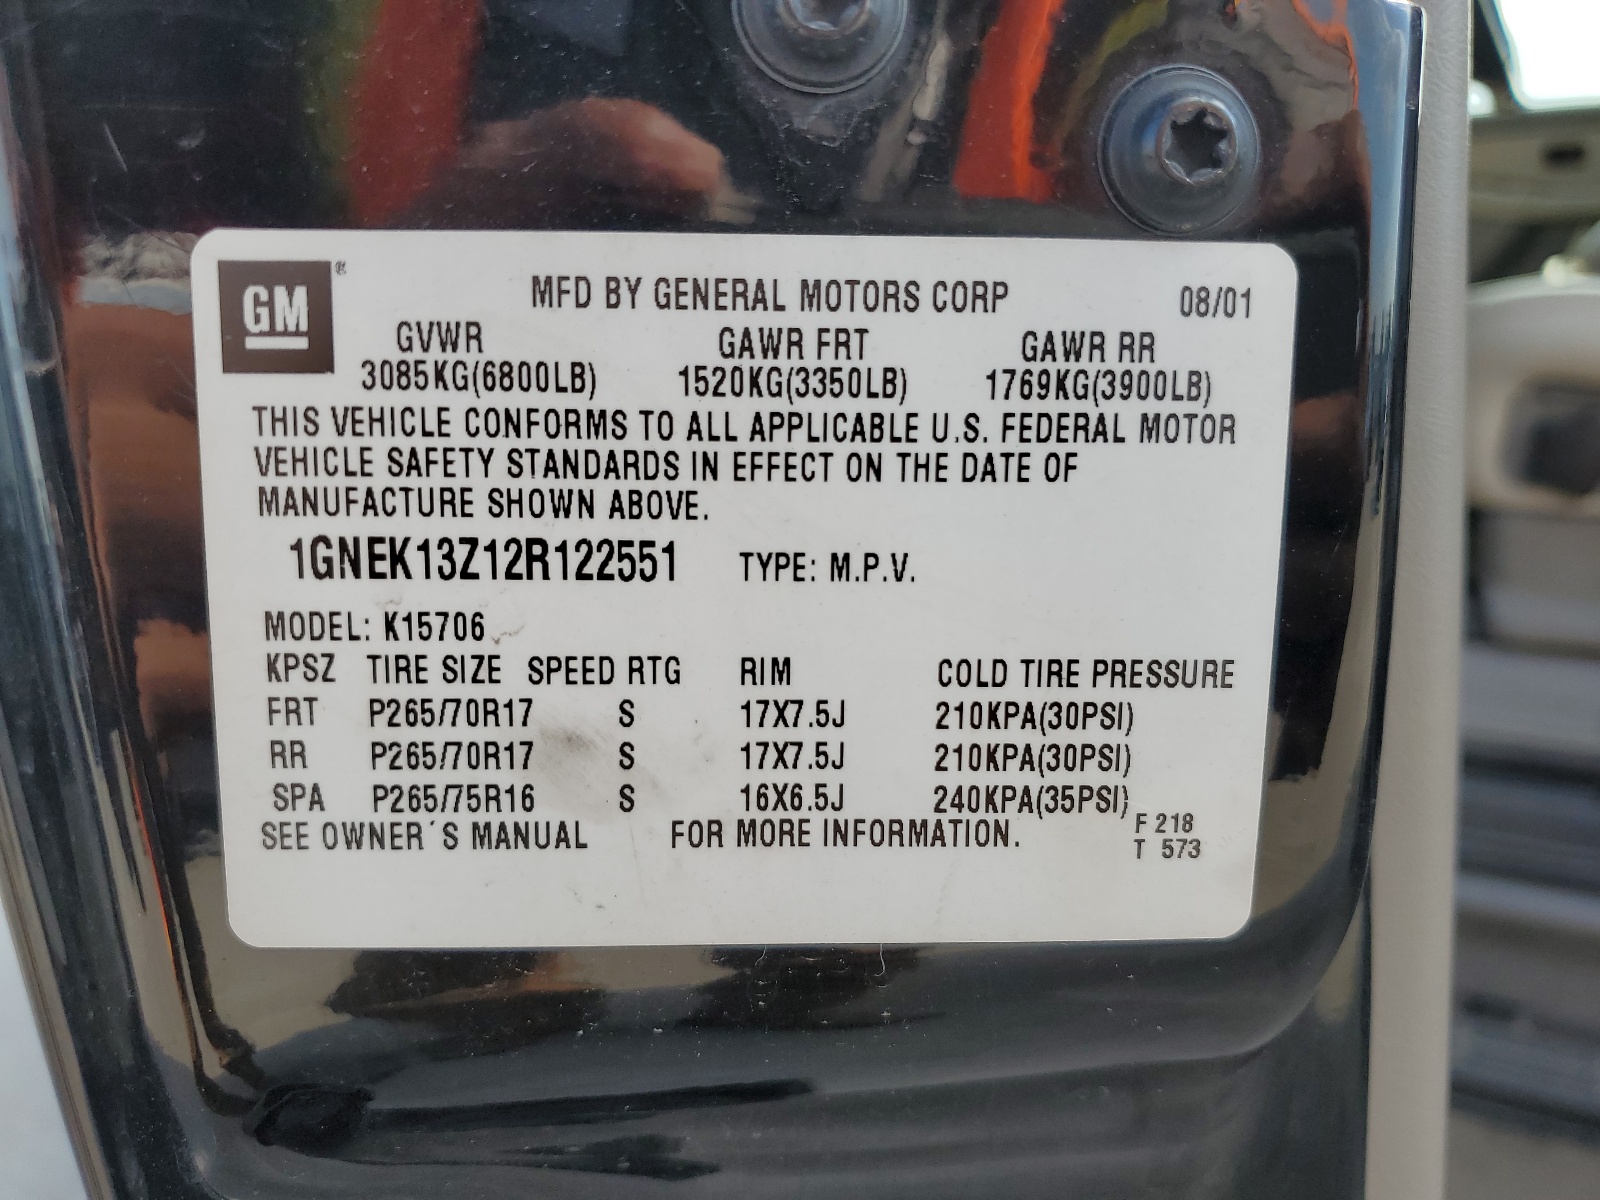 GM ®
MFD BY GENERAL MOTORS CORP 08/01
GVWR GAWR FRT GAWR RR
3085KG(6800LB) 1520KG(3350LB) 1769KG(3900LB)
THIS VEHICLE CONFORMS TO ALL APPLICABLE U.S. FEDERAL MOTOR
VEHICLE SAFETY STANDARDS IN EFFECT ON THE DATE OF
MANUFACTURE SHOWN ABOVE.
1GNEK13Z12R122551 TYPE: M.P.V.
MODEL: K15706
KPSZ TIRE SIZE SPEED RTG RIM COLD TIRE PRESSURE
FRT P265/70R17 S 17X7.5J 210KPA(30PSI)
RR P265/70R17 S 17X7.5J 210KPA(30PSI)
SPA P265/75R16 S 16X6.5J 240KPA(35PSI)
SEE OWNER´S MANUAL FOR MORE INFORMATION.
F 218
T 573